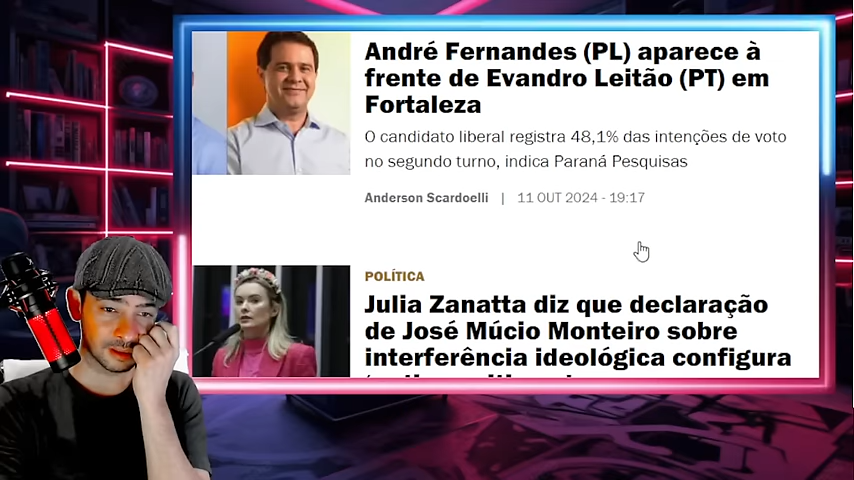 André Fernandes (PL) aparece à
frente de Evandro Leitão (PT) em
Fortaleza
O candidato liberal registra 48,1% das intenções de voto
no segundo turno, indica Paraná Pesquisas
Anderson Scardoelli | 11 OUT 2024 - 19:17
POLÍTICA
Julia Zanatta diz que declaração
de José Múcio Monteiro sobre
interferência ideológica configura